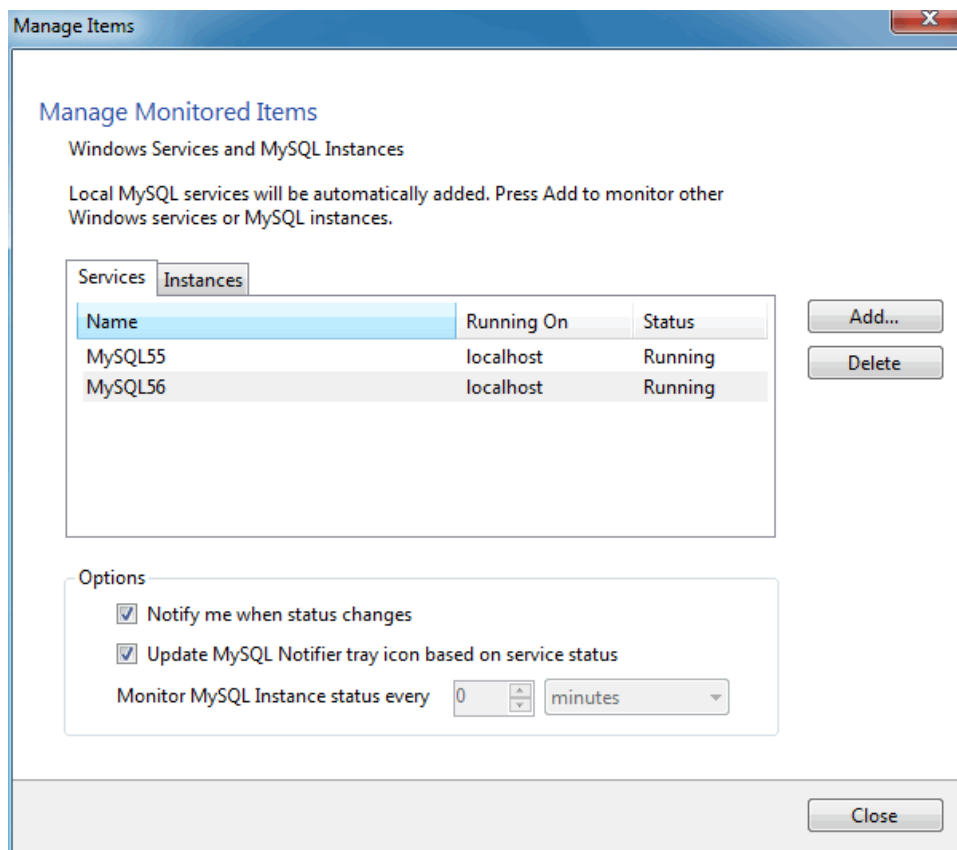 Manage Items
Manage Monitored Items
Windows Services and MySQL Instances
Local MySQL services will be automatically added. Press Add to monitor other
Windows services or MySQL instances.
Services Instances
Name Running On Status
Add...
MySQL55 localhost Running
Delete
MySQL56 localhost Running
Options
Notify me when status changes
Update MySQL Notifier tray icon based on service status
Monitor MySQL Instance status every 0 minutes
Close